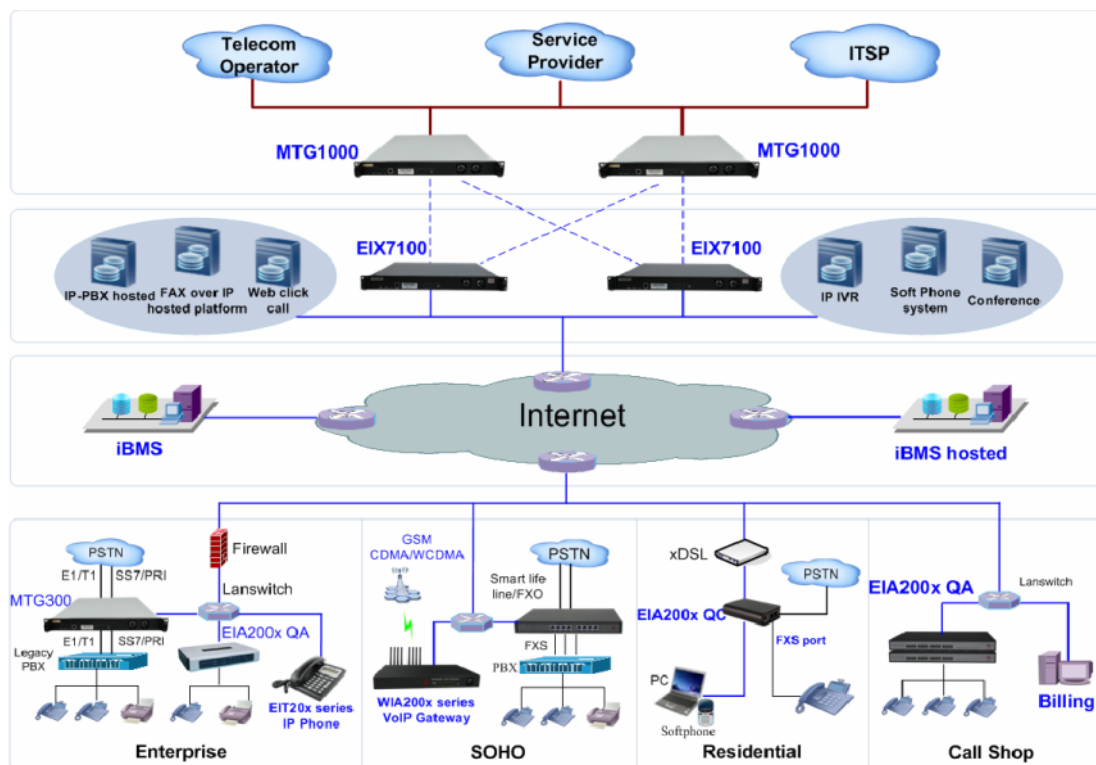 Telecom
Operator
Service
Provider
ITSP
MTG1000
MTG1000
EIX7100
EIX7100
IP-PBX hosted
FAX over IP
hosted platform
Web click
call
IP IVR
Soft Phone
system
Conference
Internet
iBMS
iBMS hosted
PSTN
E1/T1
SS7/PRI
MTG300
E1/T1
SS7/PRI
Legacy
PBX
Firewall
Lanswitch
EIA200x QA
EIT20x series
IP Phone
Enterprise
GSM
CDMA/WCDMA
PSTN
Smart life
line/FXO
FXS
PBX
WIA200x series
VoIP Gateway
SOHO
xDSL
PSTN
EIA200x QC
FXS port
PC
Softphone
Residential
EIA200x QA
Lanswitch
Billing
Call Shop